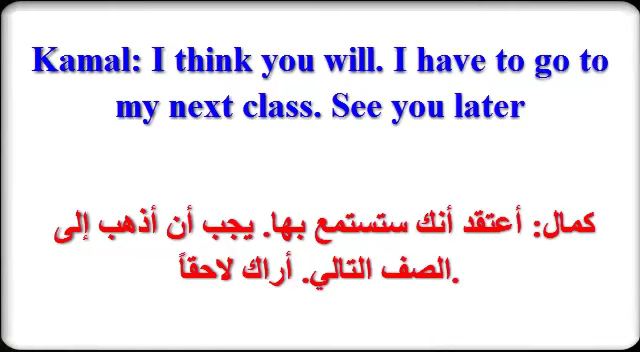 Kamal: I think you will. I have to go to
my next class. See you later
كمال: أعتقد أنك ستستمع بها. يجب أن أذهب إلى
.الصف التالي. أراك لاحقاً